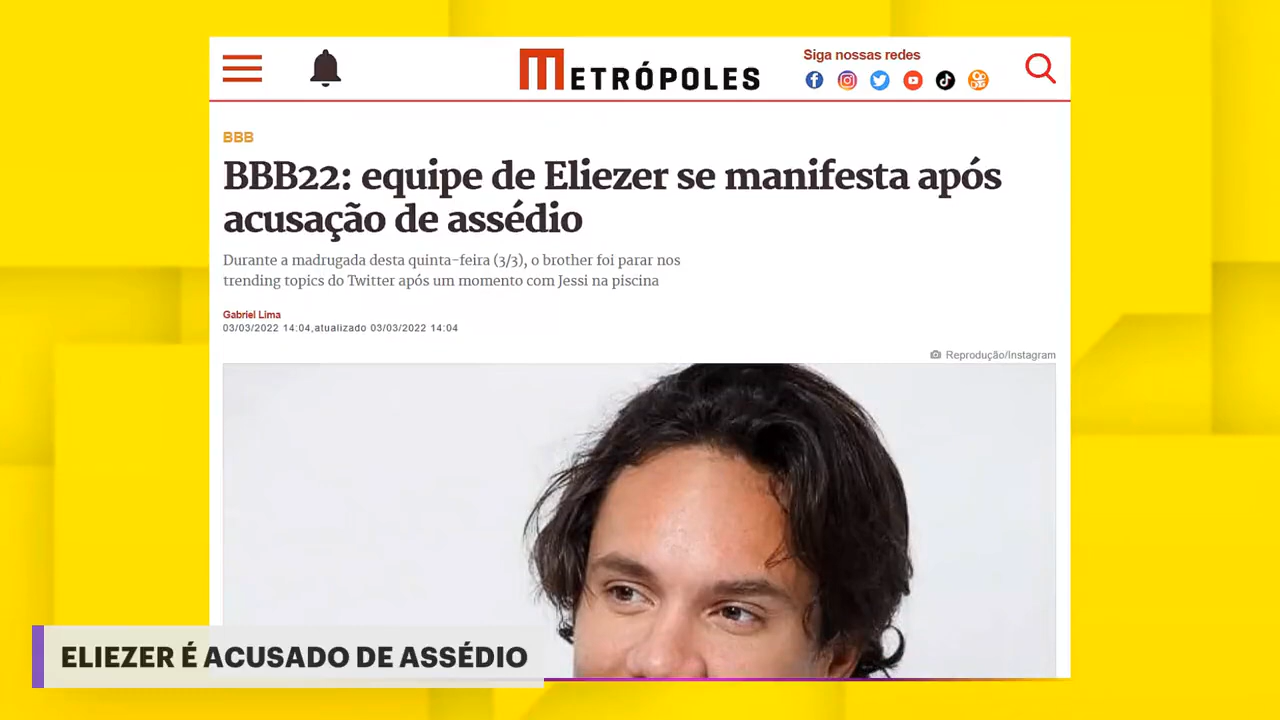 METRÓPOLES
Siga nossas redes
BBB
BBB22: equipe de Eliezer se manifesta após
acusação de assédio
Durante a madrugada desta quinta-feira (3/3), o brother foi parar nos
trending topics do Twitter após um momento com Jessi na piscina
Gabriel Lima
03/03/2022 14:04,atualizado 03/03/2022 14:04
Reprodução/Instagram
ELIEZER É ACUSADO DE ASSÉDIO